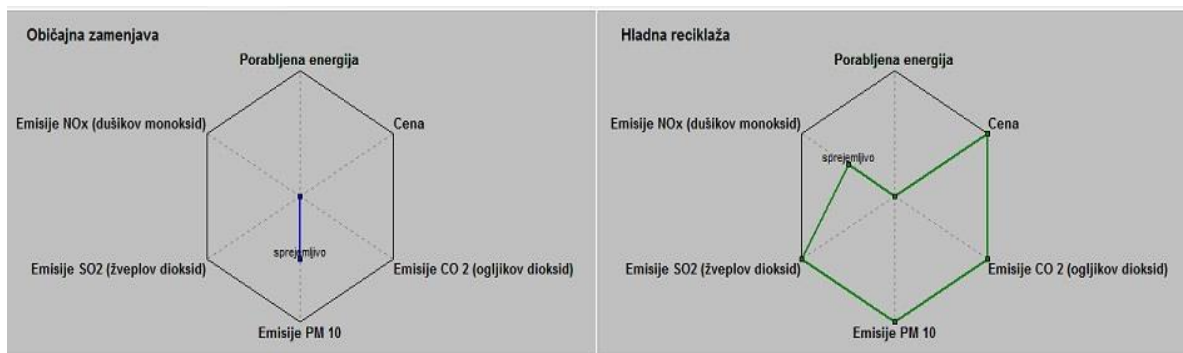 Običajna zamenjava
Porabljena energija
Emisije NOx (dušikov monoksid)
Cena
sprejemljivo
Emisije SO2 (žveplov dioksid)
Emisije CO 2 (ogljikov dioksid)
Emisije PM 10
Hladna reciklaža
Porabljena energija
Emisije NOx (dušikov monoksid)
Cena
sprejemljivo
Emisije SO2 (žveplov dioksid)
Emisije CO 2 (ogljikov dioksid)
Emisije PM 10